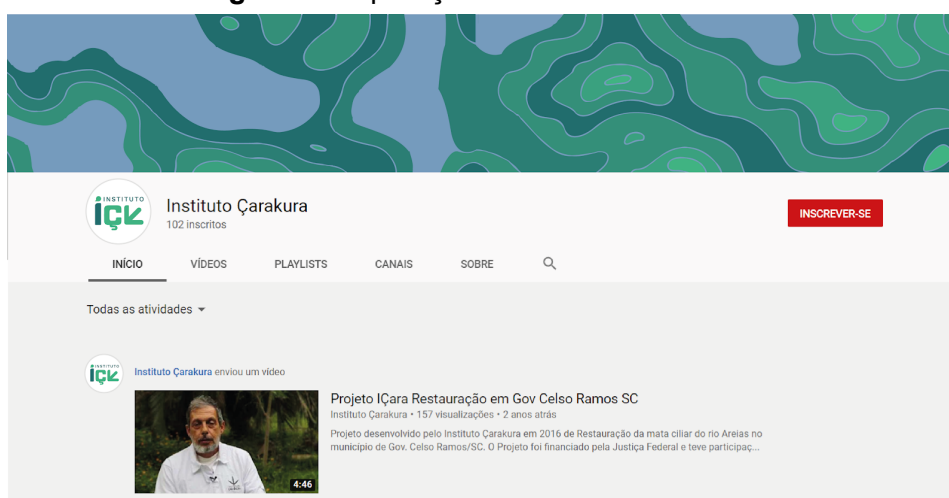 INSTITUTO
IÇK
Instituto Çarakura
102 inscritos
INSCREVER-SE
INÍCIO VÍDEOS PLAYLISTS CANAIS SOBRE
Todas as atividades
INSTITUTO
IÇK
Instituto Çarakura enviou um vídeo
Projeto IÇara Restauração em Gov Celso Ramos SC
Instituto Çarakura • 157 visualizações • 2 anos atrás
Projeto desenvolvido pelo Instituto Çarakura em 2016 de Restauração da mata ciliar do rio Areias no
município de Gov. Celso Ramos/SC. O Projeto foi financiado pela Justiça Federal e teve participaç...
4:46